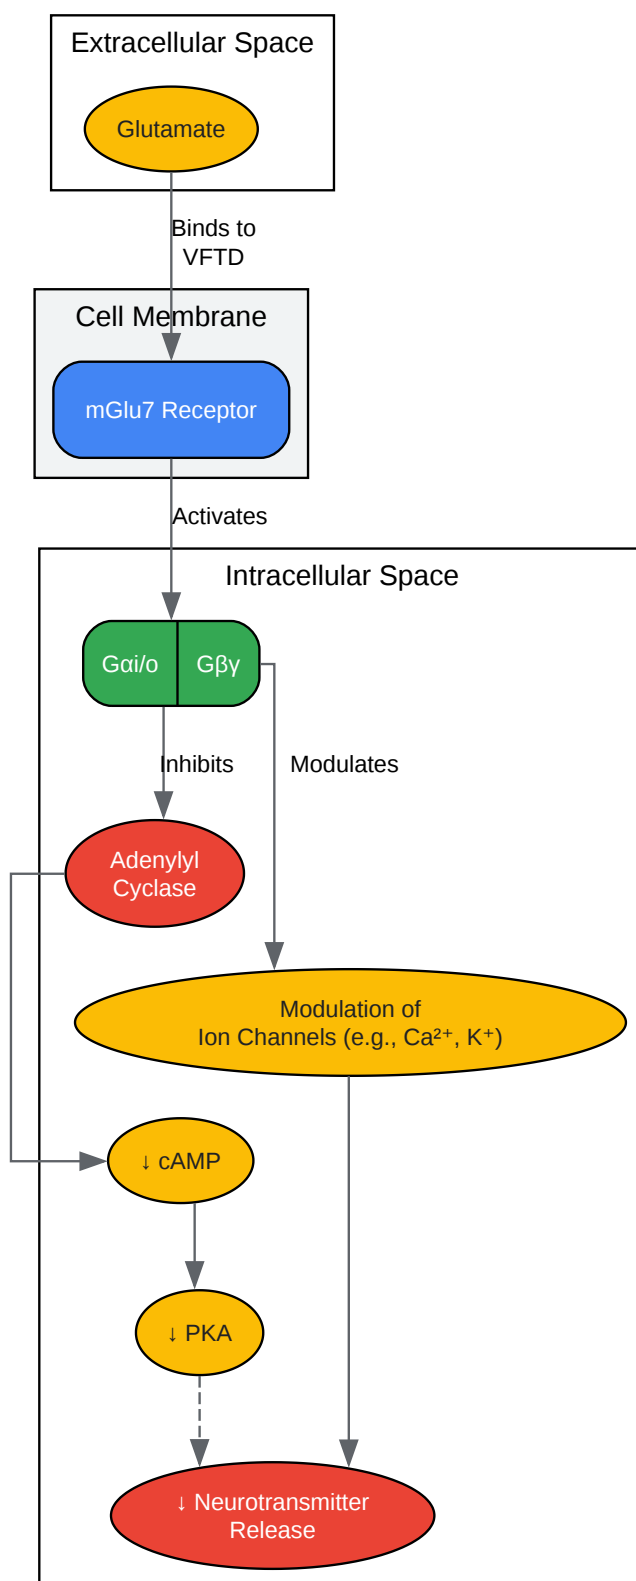 Extracellular Space
Glutamate
Binds to
VFTD
Cell Membrane
mGlu7 Receptor
Activates
Intracellular Space
Gαi/o
Gβγ
Inhibits
Modulates
Adenylyl
Cyclase
Modulation of
Ion Channels (e.g., Ca²⁺, K⁺)
↓ cAMP
↓ PKA
↓ Neurotransmitter
Release